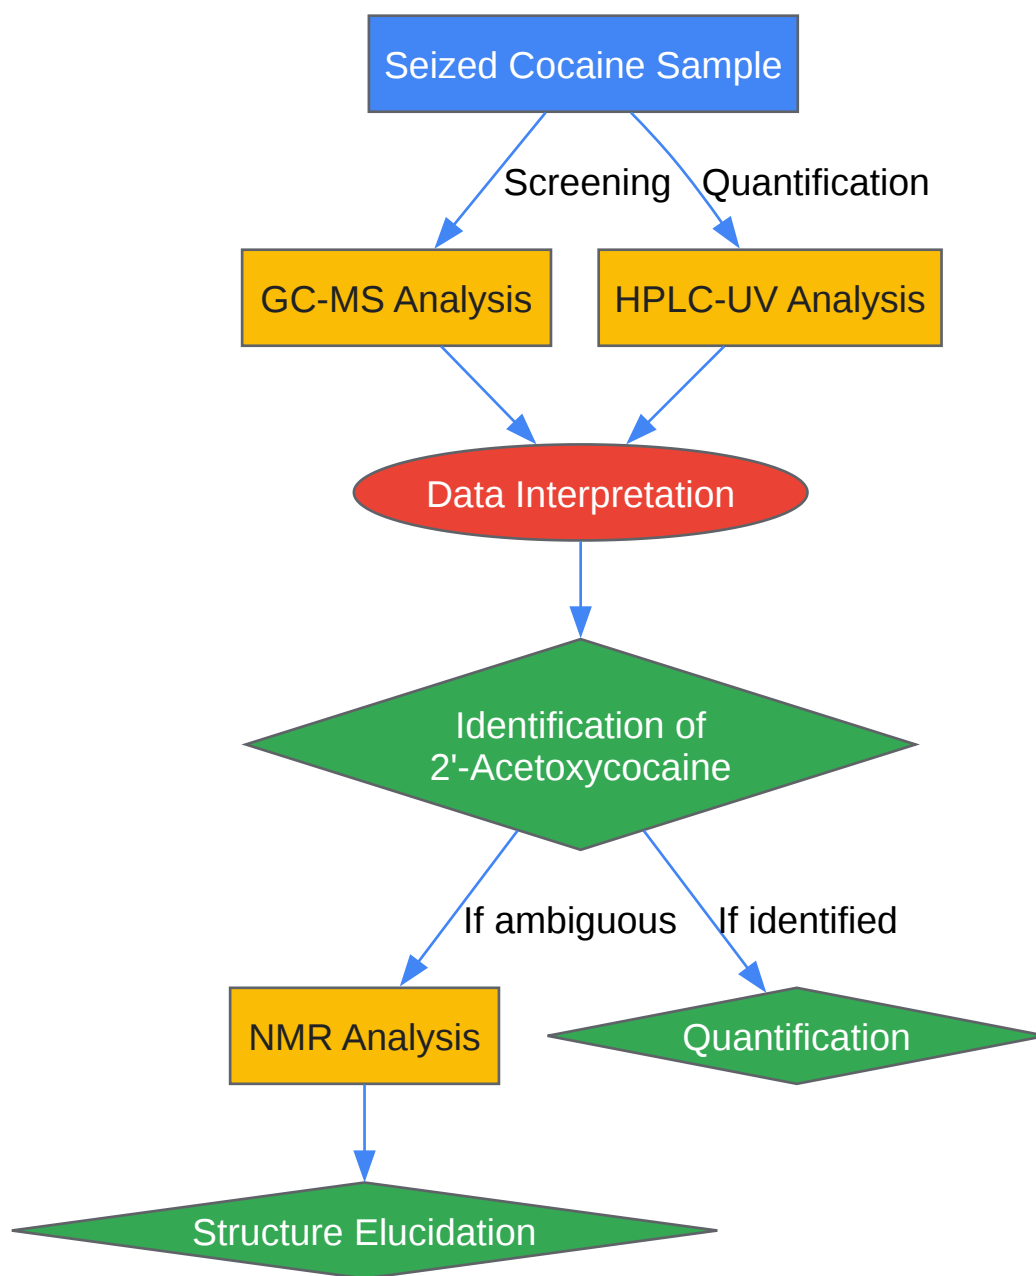 Seized Cocaine Sample
Screening
Quantification
GC-MS Analysis
HPLC-UV Analysis
Data Interpretation
Identification of
2'-Acetoxycocaine
If ambiguous
If identified
NMR Analysis
Quantification
Structure Elucidation